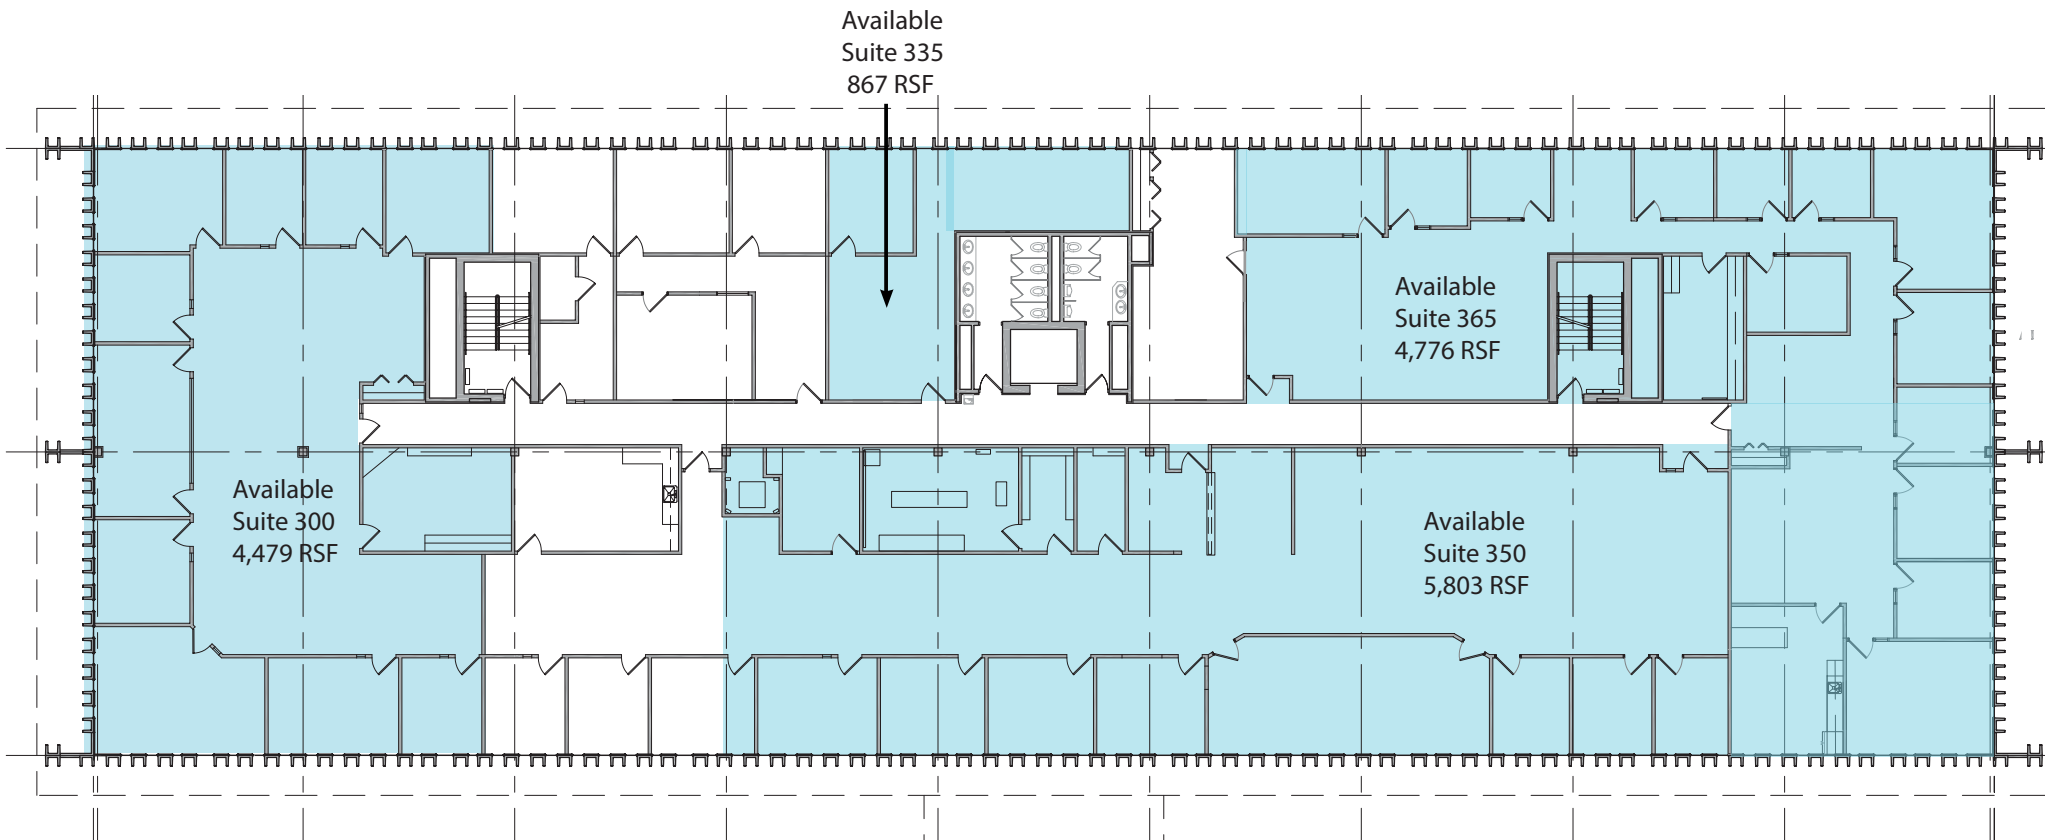 Available
Suite 335
867 RSF
Available
Suite 365
4,776 RSF
Available
Suite 300
4,479 RSF
Available
Suite 350
5,803 RSF